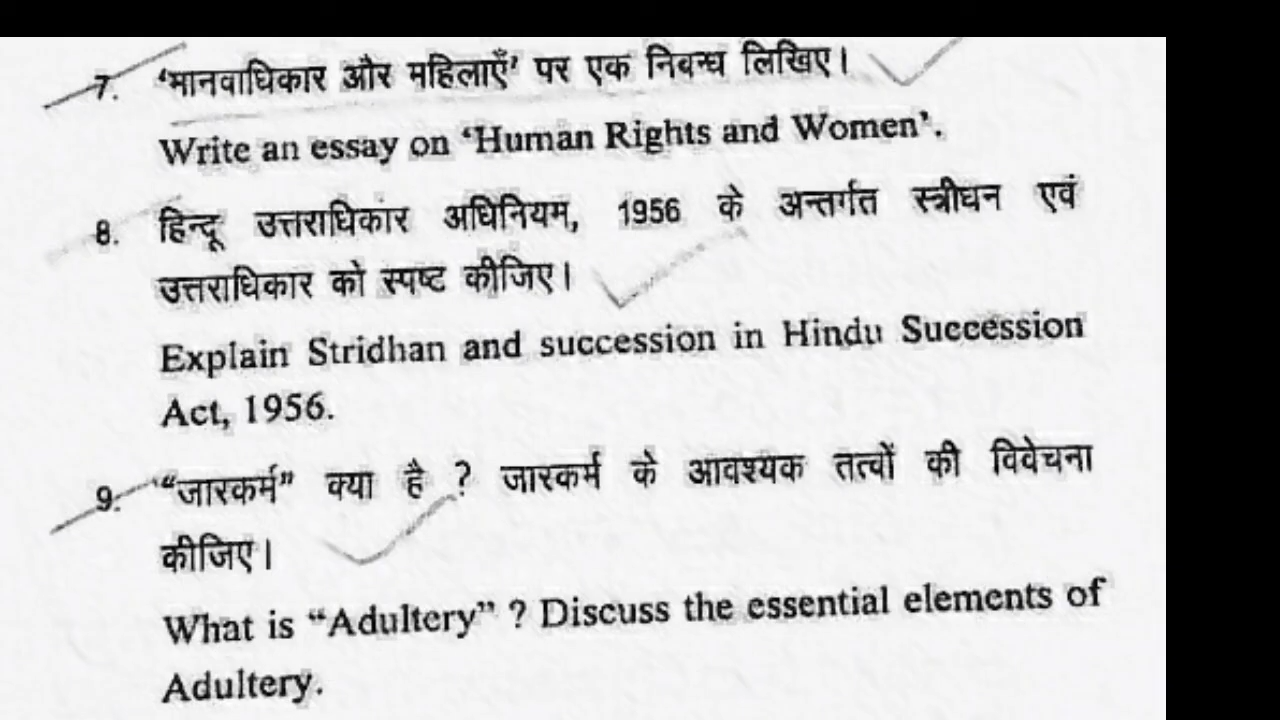 7. ‘मानवाधिकार और महिलाएँ’ पर एक निबन्ध लिखिए।
Write an essay on ‘Human Rights and Women’.
8. हिन्दू उत्तराधिकार अधिनियम, 1956 के अन्तर्गत स्त्रीधन एवं
उत्तराधिकार को स्पष्ट कीजिए।
Explain Stridhan and succession in Hindu Succession
Act, 1956.
9. “जारकर्म” क्या है ? जारकर्म के आवश्यक तत्वों की विवेचना
कीजिए।
What is “Adultery” ? Discuss the essential elements of
Adultery.